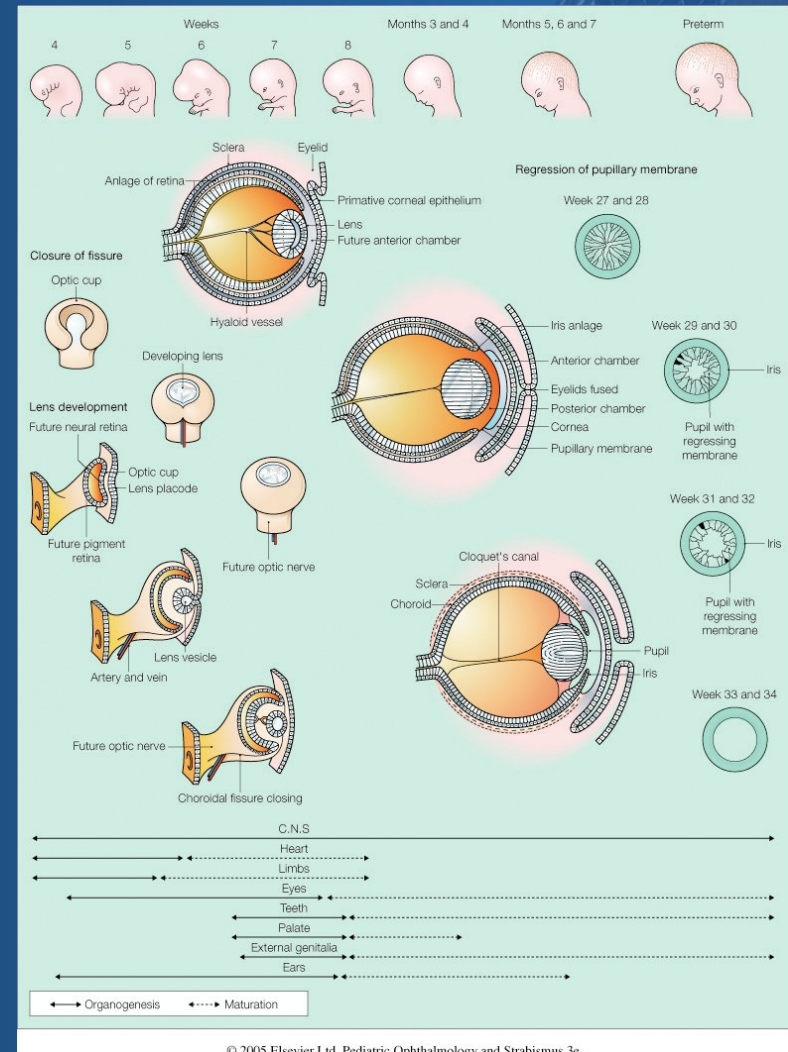 Weeks
Months 3 and 4
Months 5, 6 and 7
Preterm
4
5
6
7
8
Sclera
Eyelid
Anlage of retina
Primative corneal epithelium
Lens
Future anterior chamber
Hyaloid vessel
Regression of pupillary membrane
Week 27 and 28
Closure of fissure
Optic cup
Developing lens
Iris anlage
Anterior chamber
Eyelids fused
Posterior chamber
Cornea
Pupillary membrane
Week 29 and 30
Iris
Pupil with
regressing
membrane
Lens development
Future neural retina
Optic cup
Lens placode
Future pigment
retina
Future optic nerve
Week 31 and 32
Iris
Pupil with
regressing
membrane
Cloquet's canal
Sclera
Choroid
Pupil
Iris
Lens vesicle
Artery and vein
Week 33 and 34
Future optic nerve
Choroidal fissure closing
C.N.S
Heart
Limbs
Eyes
Teeth
Palate
External genitalia
Ears
Organogenesis
Maturation
© 2005 Elsevier Ltd. Pediatric Ophthalmology and Strabismus 3e